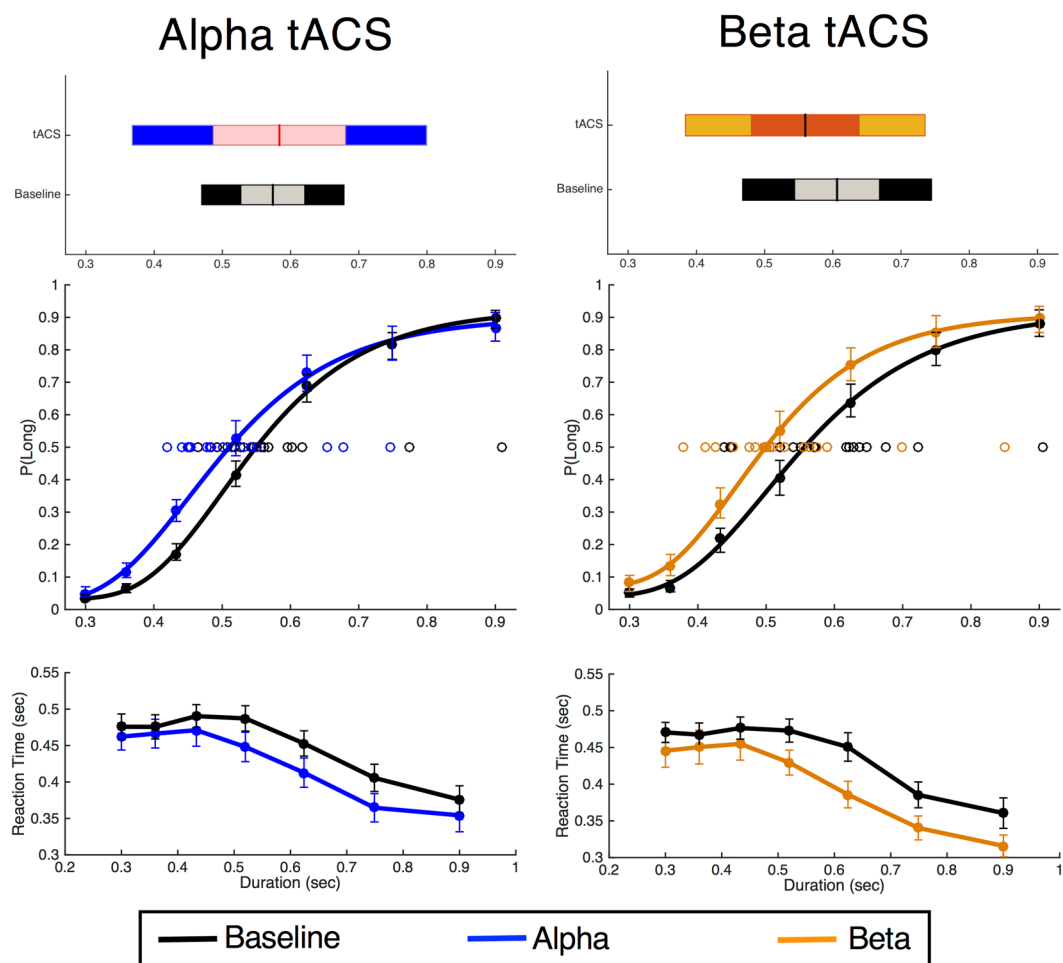 Alpha tACS
Beta tACS
tACS
Baseline
0.3 0.4 0.5 0.6 0.7 0.8 0.9
tACS
Baseline
0.3 0.4 0.5 0.6 0.7 0.8 0.9
P(Long)
1
0.9
0.8
0.7
0.6
0.5
0.4
0.3
0.2
0.1
0
0.3 0.4 0.5 0.6 0.7 0.8 0.9
P(Long)
1
0.9
0.8
0.7
0.6
0.5
0.4
0.3
0.2
0.1
0
0.3 0.4 0.5 0.6 0.7 0.8 0.9
Reaction Time (sec)
0.55
0.5
0.45
0.4
0.35
0.3
0.2 0.3 0.4 0.5 0.6 0.7 0.8 0.9 1
Duration (sec)
Reaction Time (sec)
0.55
0.5
0.45
0.4
0.35
0.3
0.2 0.3 0.4 0.5 0.6 0.7 0.8 0.9 1
Duration (sec)
Baseline Alpha Beta